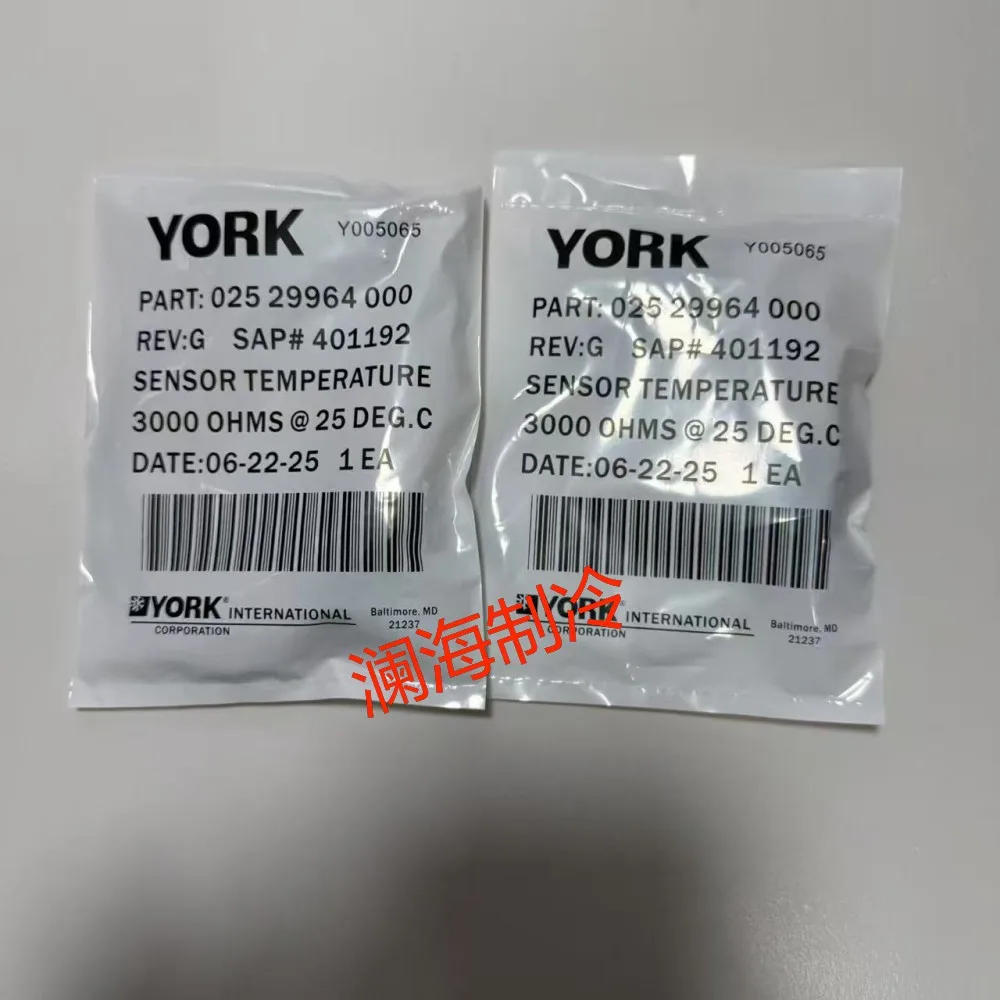 YORK Y005065
PART: 025 29964 000
REV:G SAP# 401192
SENSOR TEMPERATURE
3000 OHMS @ 25 DEG.C
DATE:06-22-25 1 EA
YORK® INTERNATIONAL
CORPORATION
Baltimore, MD
21237
YORK Y005065
PART: 025 29964 000
REV:G SAP# 401192
SENSOR TEMPERATURE
3000 OHMS @ 25 DEG.C
DATE:06-22-25 1 EA
YORK® INTERNATIONAL
CORPORATION
Baltimore, MD
21237
澜海制冷